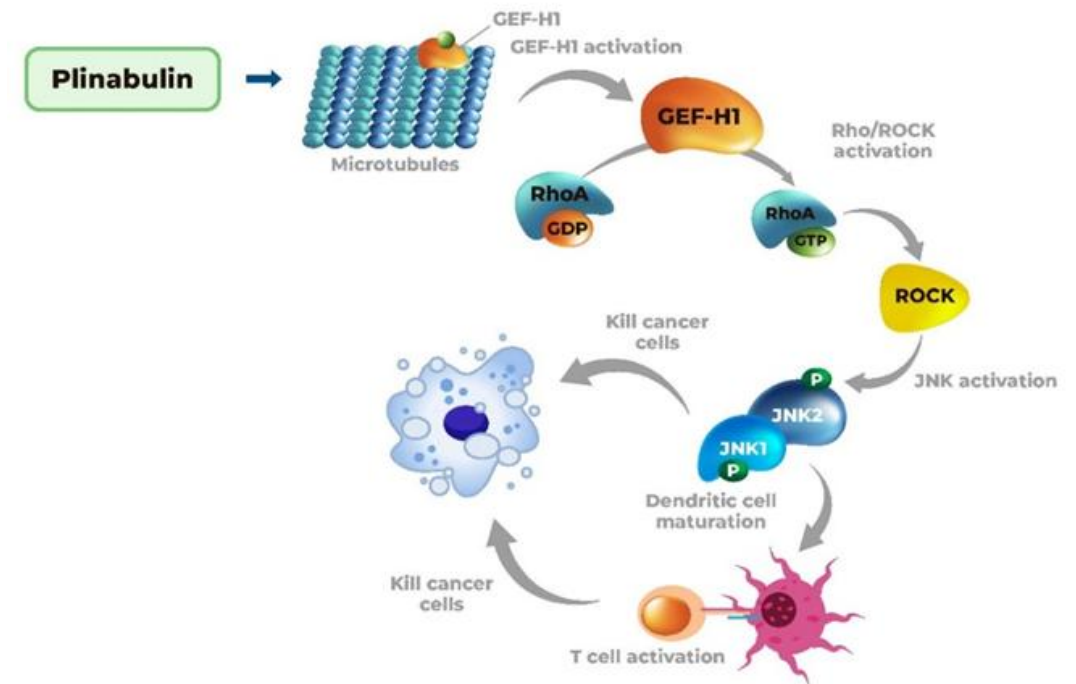 GEF-H1
GEF-H1 activation
Plinabulin
Microtubules
GEF-H1
Rho/ROCK
activation
RhoA
GDP
RhoA
GTP
ROCK
Kill cancer
cells
JNK activation
P
JNK2
JNK1
P
Dendritic cell
maturation
Kill cancer
cells
T cell activation